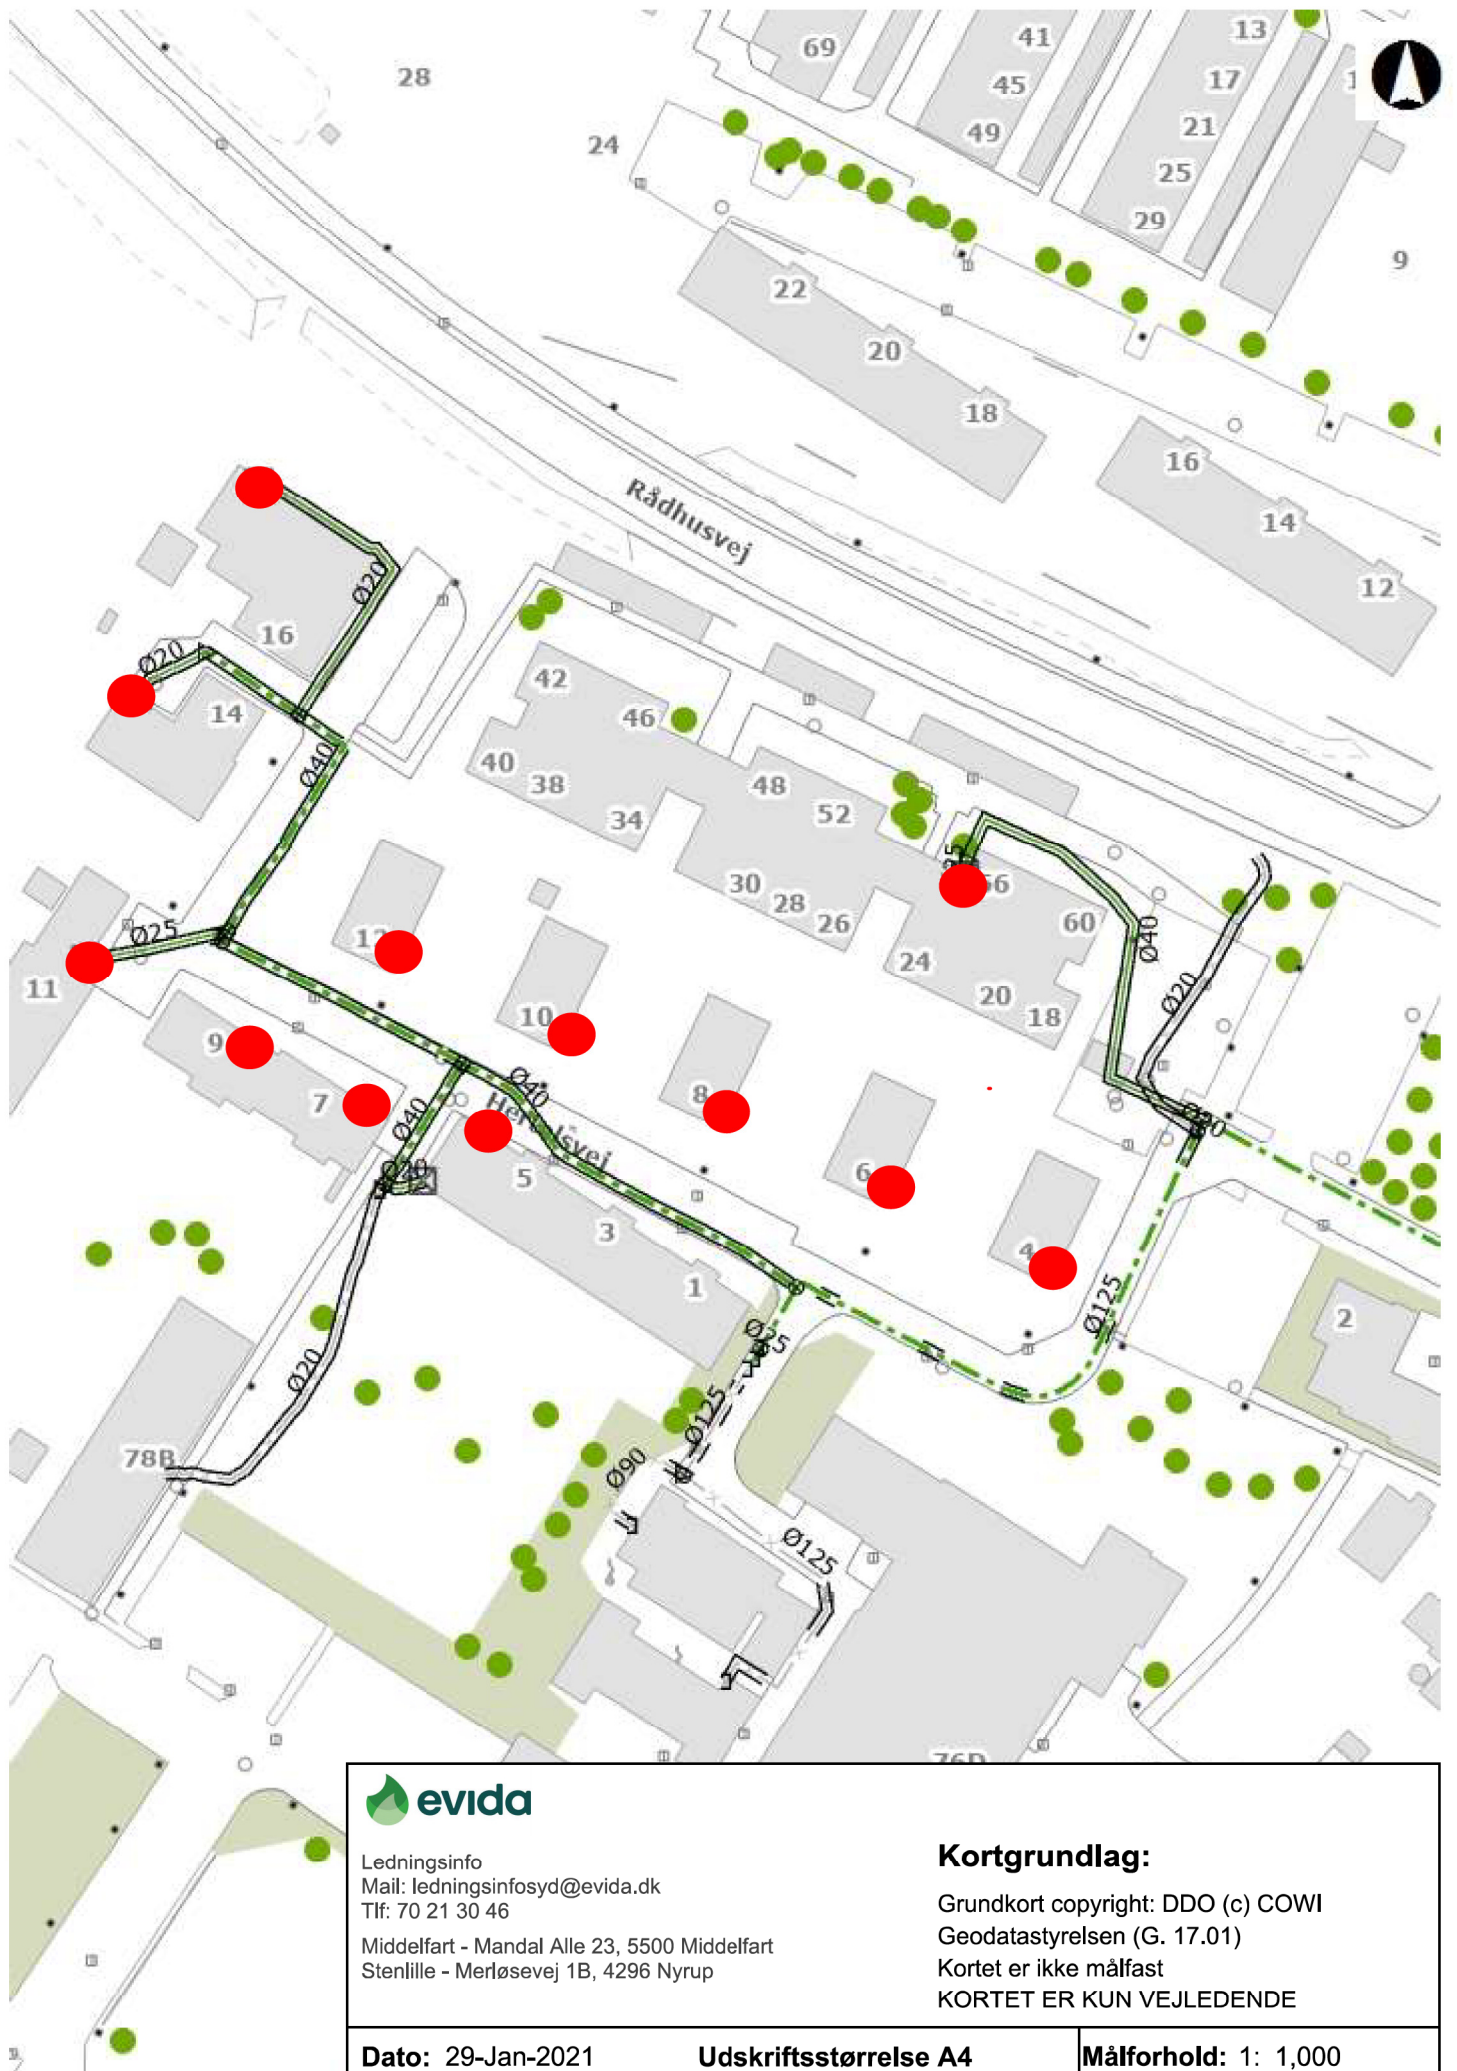 69
41
13
28
45
17
49
21
24
25
29
9
22
20
18
16
14
12
Rådhusvej
Ø20
16
Ø20
14
Ø40
42
46
40
38
34
48
52
30
28
26
56
60
24
20
18
Ø40
Ø20
Ø25
11
10
9
8
7
Ø40
Ø40
5
6
Ø20
3
4
1
2
Ø125
Ø25
Ø20
Ø125
Ø90
78B
Ø125
evida
Ledningsinfo
Mail: ledningsinfosyd@evida.dk
Tlf: 70 21 30 46
Middelfart - Mandal Alle 23, 5500 Middelfart
Stenlille - Merløsevej 1B, 4296 Nyrup
Kortgrundlag:
Grundkort copyright: DDO (c) COWI
Geodatastyrelsen (G. 17.01)
Kortet er ikke målfast
KORTET ER KUN VEJLEDENDE
Dato: 29-Jan-2021
Udskriftsstørrelse A4
Målforhold: 1: 1,000